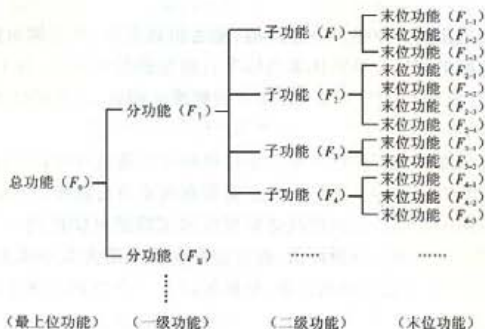 末位功能（F₁₋₁）
子功能（F₁） 末位功能（F₁₋₂）
末位功能（F₁₋₃）
末位功能（F₂₋₁）
子功能（F₂） 末位功能（F₂₋₂）
末位功能（F₂₋₃）
分功能（F₁） 末位功能（F₂₋₄）
子功能（F₃） 末位功能（F₃₋₁）
末位功能（F₃₋₂）
总功能（F₀） 末位功能（F₄₋₁）
子功能（F₄） 末位功能（F₄₋₂）
末位功能（F₄₋₃）
分功能（F_Ⅱ） …… ……
……
（最上位功能） （一级功能） （二级功能） （末位功能）